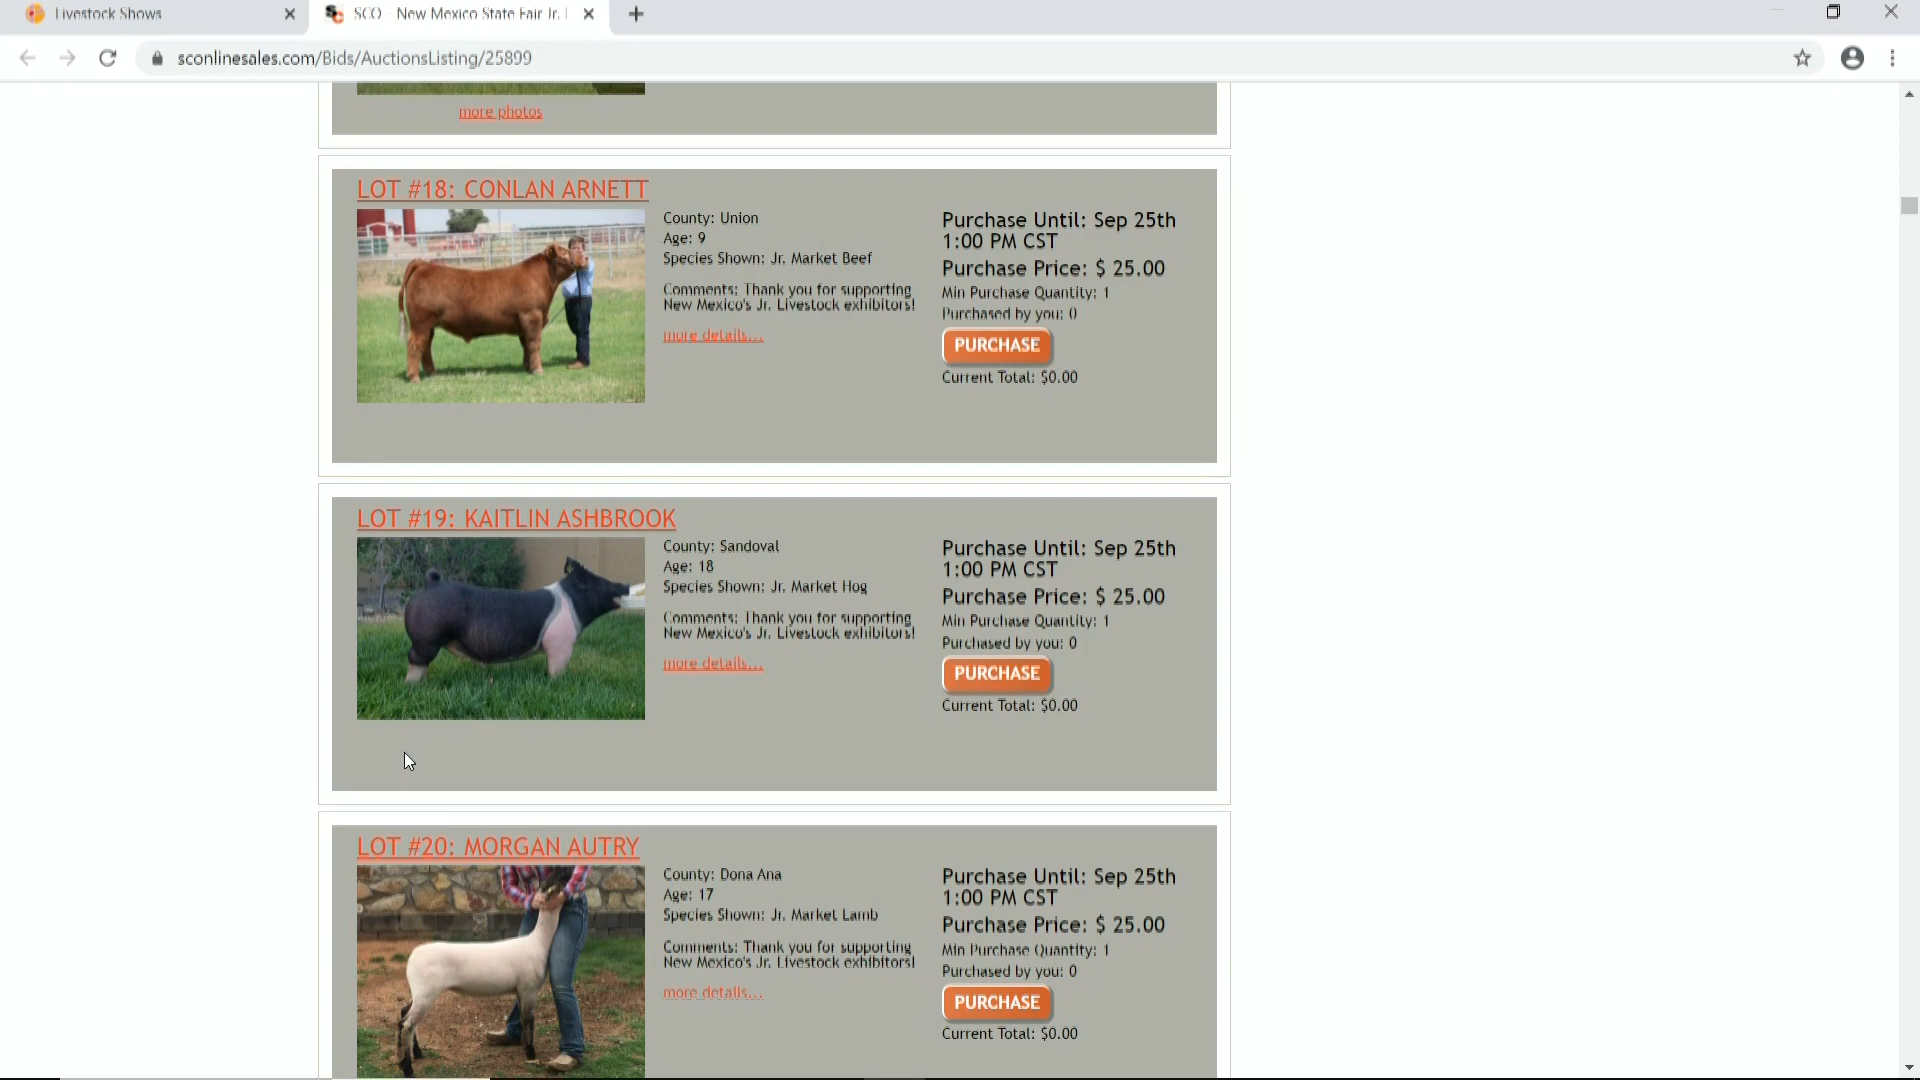 Livestock Shows
SCO - New Mexico State Fair Jr. 
sconlinesales.com/Bids/AuctionsListing/25899
more photos
LOT #18: CONLAN ARNETT
County: Union
Age: 9
Species Shown: Jr. Market Beef
Comments: Thank you for supporting
New Mexico's Jr. Livestock exhibitors!
more details...
Purchase Until: Sep 25th
1:00 PM CST
Purchase Price: $ 25.00
Min Purchase Quantity: 1
Purchased by you: 0
PURCHASE
Current Total: $0.00
LOT #19: KAITLIN ASHBROOK
County: Sandoval
Age: 18
Species Shown: Jr. Market Hog
Comments: Thank you for supporting
New Mexico's Jr. Livestock exhibitors!
more details...
Purchase Until: Sep 25th
1:00 PM CST
Purchase Price: $ 25.00
Min Purchase Quantity: 1
Purchased by you: 0
PURCHASE
Current Total: $0.00
LOT #20: MORGAN AUTRY
County: Dona Ana
Age: 17
Species Shown: Jr. Market Lamb
Comments: Thank you for supporting
New Mexico's Jr. Livestock exhibitors!
more details...
Purchase Until: Sep 25th
1:00 PM CST
Purchase Price: $ 25.00
Min Purchase Quantity: 1
Purchased by you: 0
PURCHASE
Current Total: $0.00